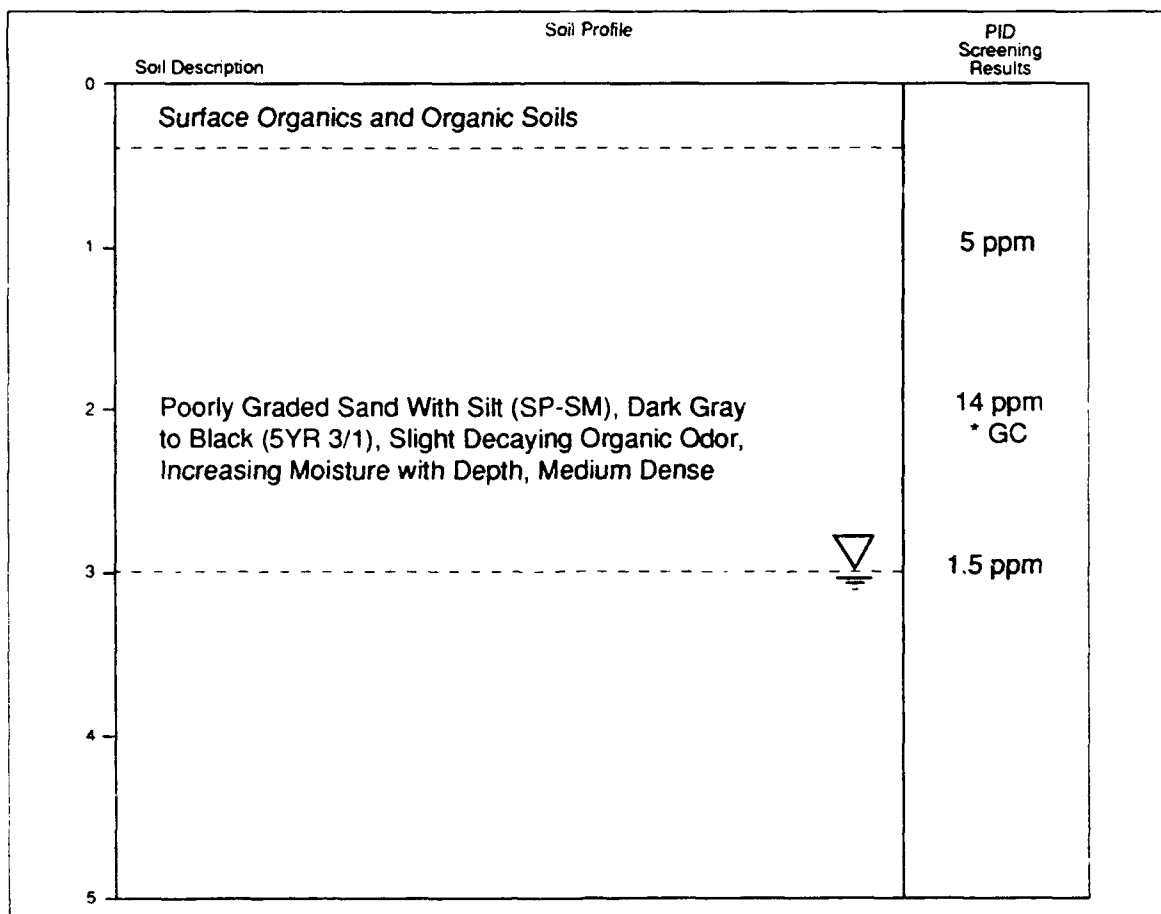 Soil Profile
PID
Screening
Results
Soil Description
0
Surface Organics and Organic Soils
1
5 ppm
2
Poorly Graded Sand With Silt (SP-SM), Dark Gray
to Black (5YR 3/1), Slight Decaying Organic Odor,
Increasing Moisture with Depth, Medium Dense
14 ppm
* GC
3
1.5 ppm
4
5